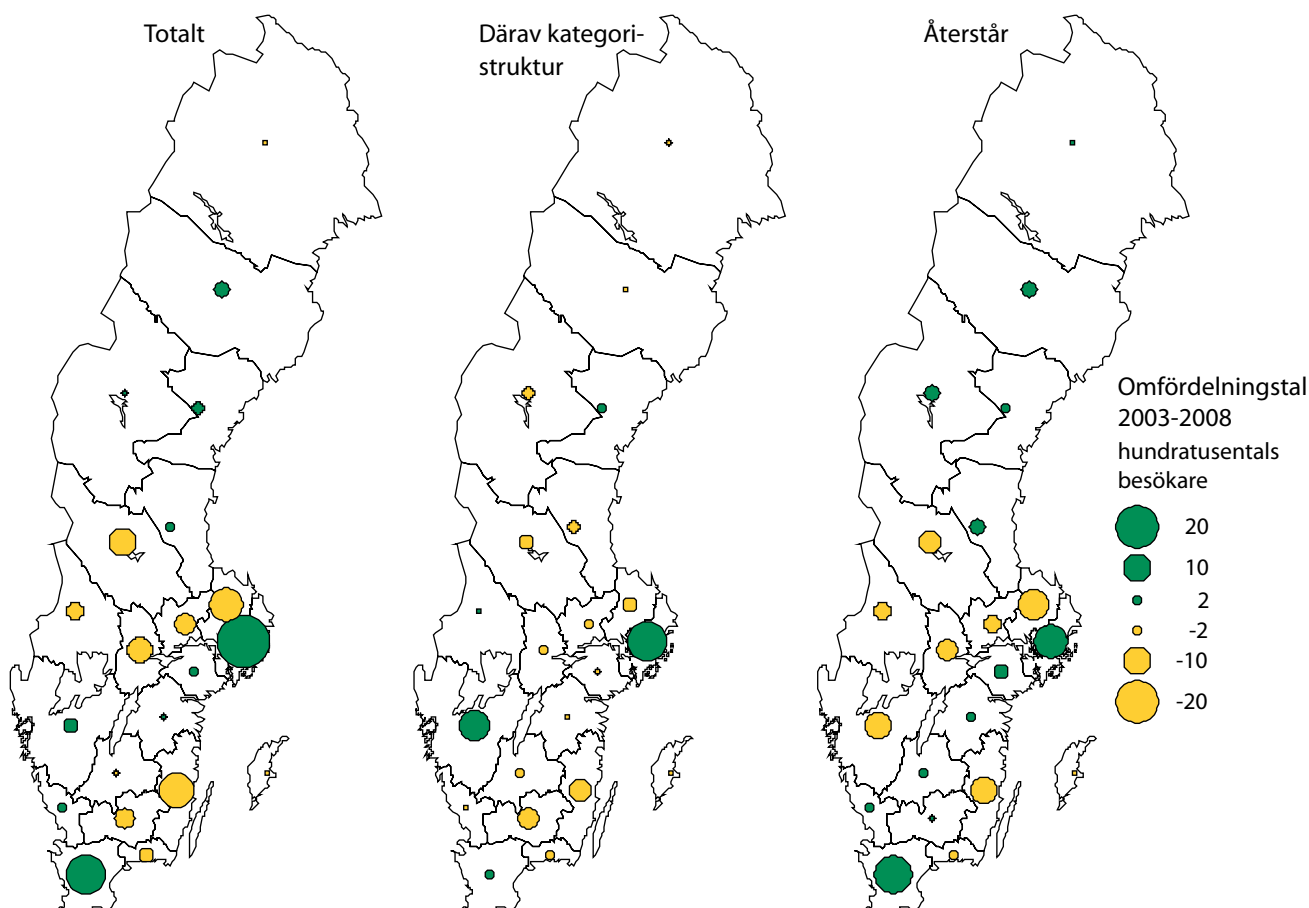 Totalt
Därav kategori-
struktur
Återstår
Omfördelningstal
2003-2008
hundratusentals
besökare
20
10
2
-2
-10
-20